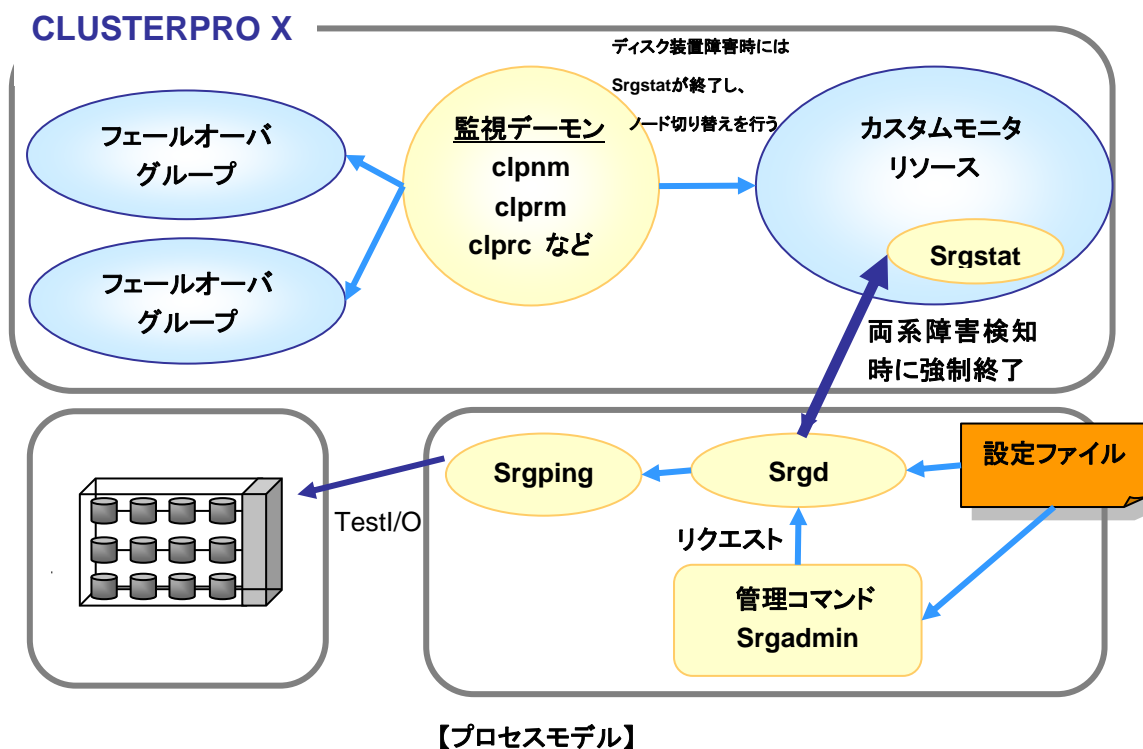 CLUSTERPRO X
フェールオーバ
グループ
フェールオーバ
グループ
監視デーモン
clpnm
clprm
clprc など
ディスク装置障害時には
Srgstatが終了し、
ノード切り替えを行う
カスタムモニタ
リソース
Srgstat
両系障害検知
時に強制終了
TestI/O
Srgping
Srgd
設定ファイル
リクエスト
管理コマンド
Srgadmin
【プロセスモデル】